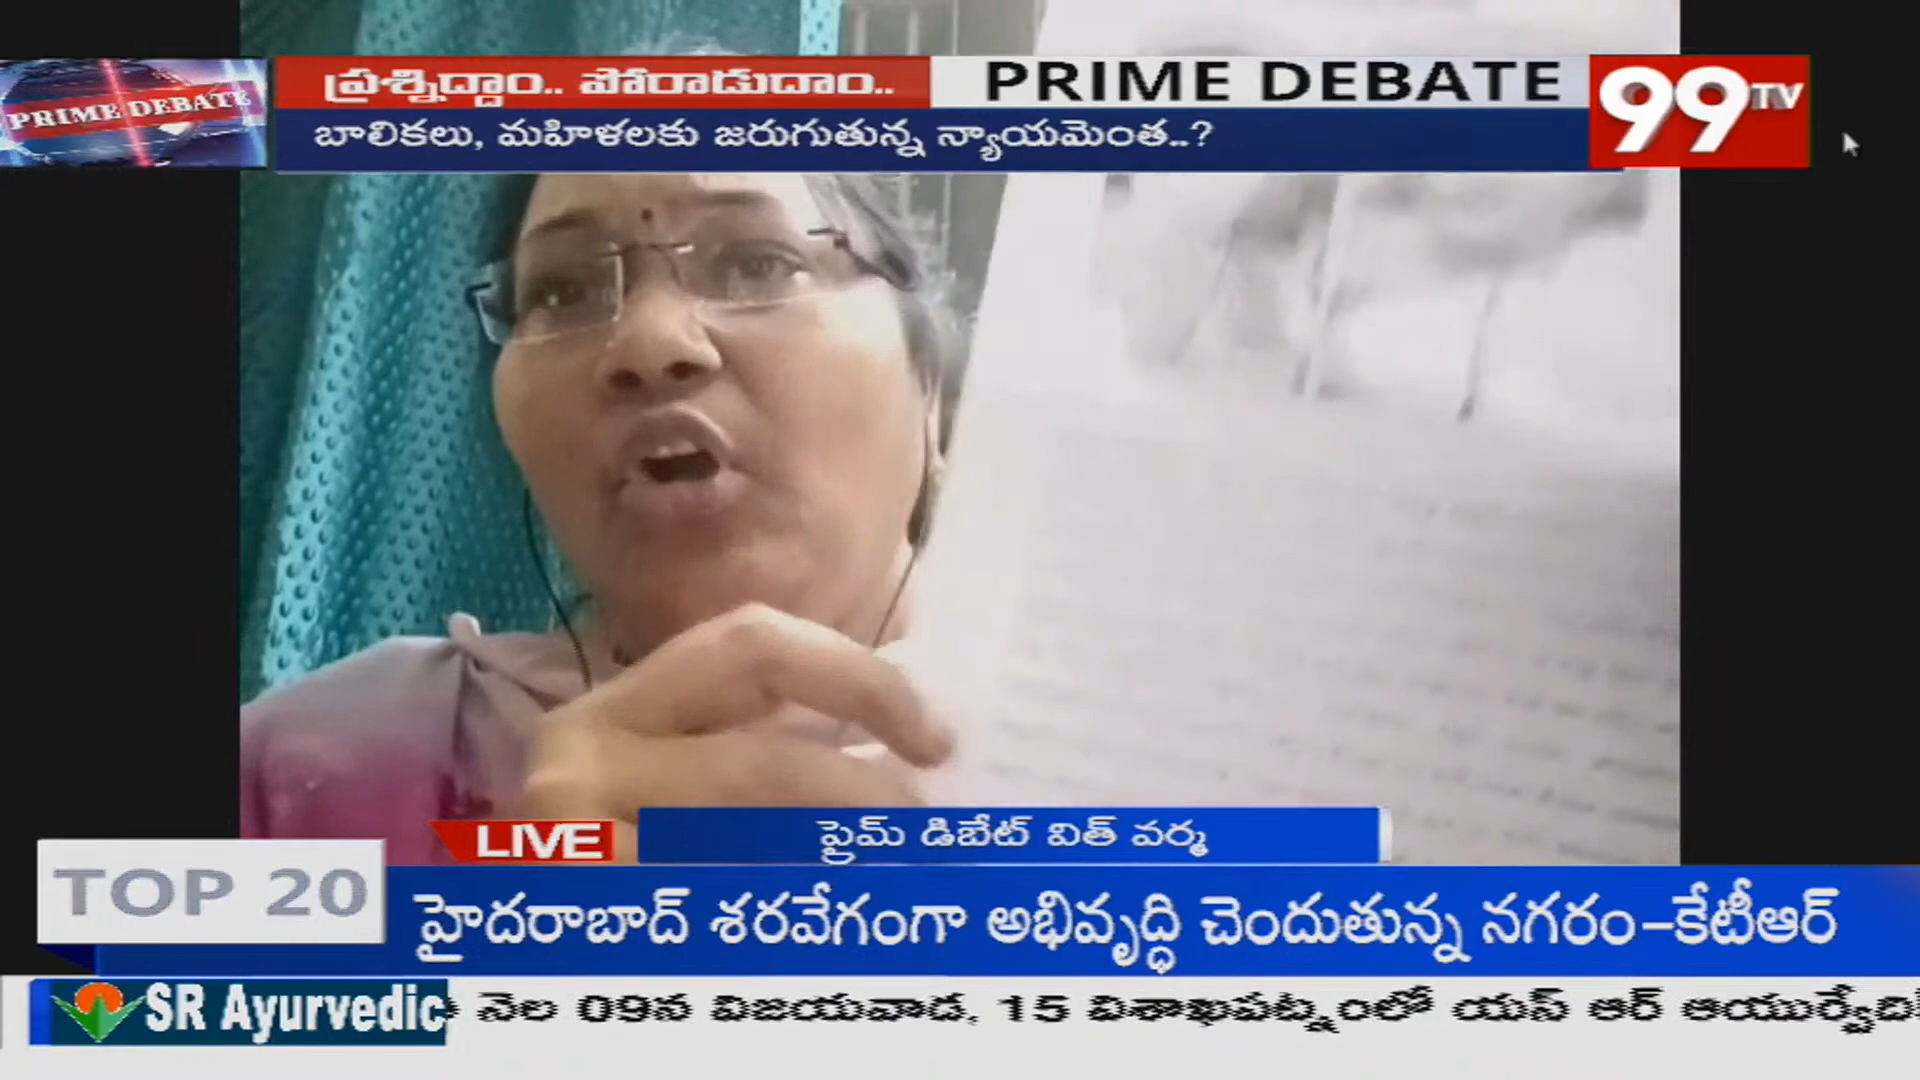 PRIME DEBATE
ప్రశ్నిద్దాం.. పోరాడుదాం..
PRIME DEBATE
99TV
బాలికలు, మహిళలకు జరుగుతున్న న్యాయమెంత..?
LIVE
ప్రైమ్ డిబేట్ విత్ వర్మ
TOP 20
హైదరాబాద్ శరవేగంగా అభివృద్ధి చెందుతున్న నగరం-కేటీఆర్
SR Ayurvedic
నెల 09న విజయవాడ, 15 విశాఖపట్నంలో యస్ ఆర్